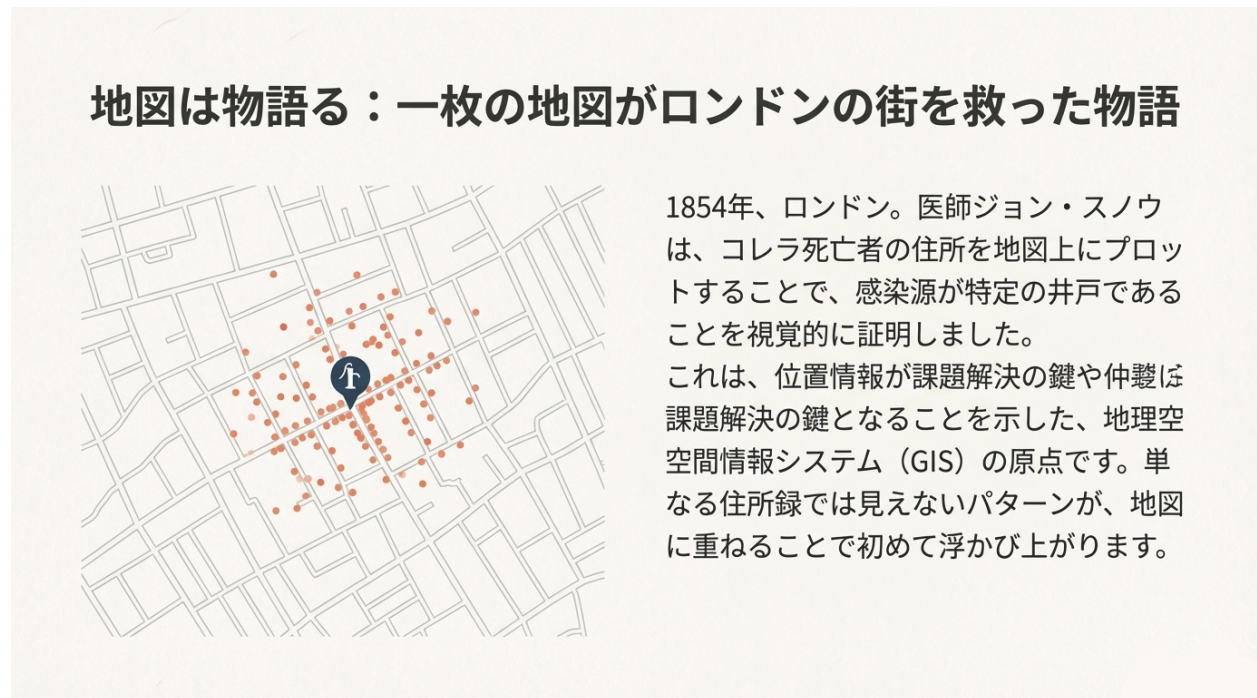 地図は物語る：一枚の地図がロンドンの街を救った物語
1854年、ロンドン。医師ジョン・スノウ
は、コレラ死亡者の住所を地図上にプロッ
トすることで、感染源が特定の井戸である
ことを視覚的に証明しました。
これは、位置情報が課題解決の鍵や仲
課題解決の鍵となることを示した、地理空
空間情報システム（GIS）の原点です。単
なる住所録では見えないパターンが、地図
に重ねることで初めて浮かび上がります。